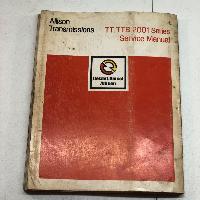 Allison
Transmissions
TT, TTB 2001 Series
Service Manual
Detroit Diesel
Allison